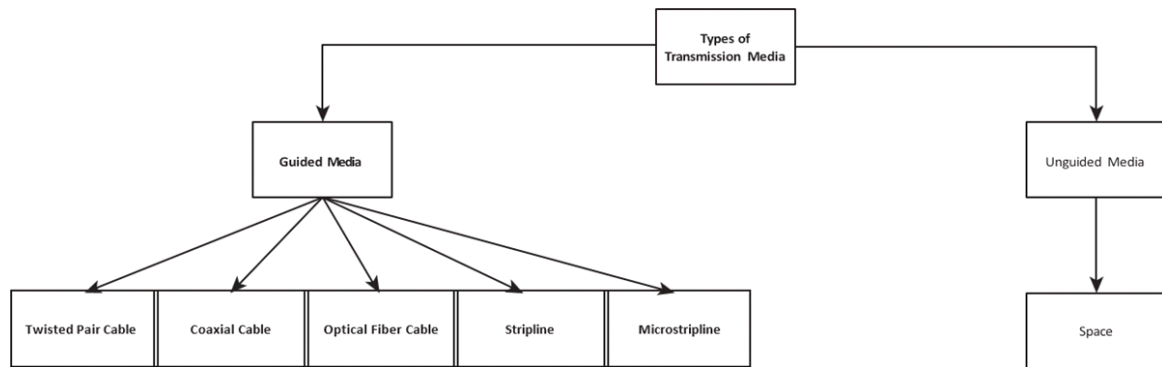 Types of
Transmission Media
Guided Media
Unguided Media
Twisted Pair Cable
Coaxial Cable
Optical Fiber Cable
Stripline
Microstripline
Space